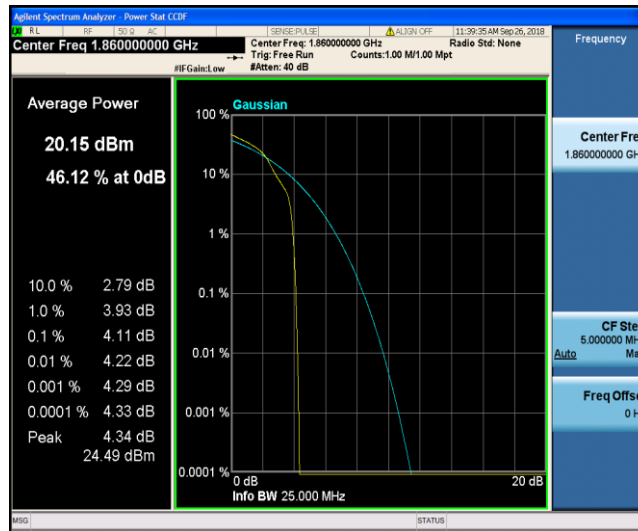 Agilent Spectrum Analyzer - Power Stat CCDF
RL RF 50 Ω AC SENSE:PULSE ALIGN OFF 11:39:35 AM Sep 26, 2018
Center Freq 1.860000000 GHz
Center Freq: 1.860000000 GHz Radio Std: None
Trig: Free Run Counts:1.00 M/1.00 Mpt
#IFGain:Low #Atten: 40 dB
Frequency
Average Power
20.15 dBm
46.12 % at 0dB
10.0 % 2.79 dB
1.0 % 3.93 dB
0.1 % 4.11 dB
0.01 % 4.22 dB
0.001 % 4.29 dB
0.0001 % 4.33 dB
Peak 4.34 dB
24.49 dBm
Gaussian
100 %
10 %
1 %
0.1 %
0.01 %
0.001 %
0.0001 %
0 dB 20 dB
Info BW 25.000 MHz
Center Fre
1.860000000 GH
CF Ste
5.000000 MH
Auto Ma
Freq Offs
0 H
MSG STATUS